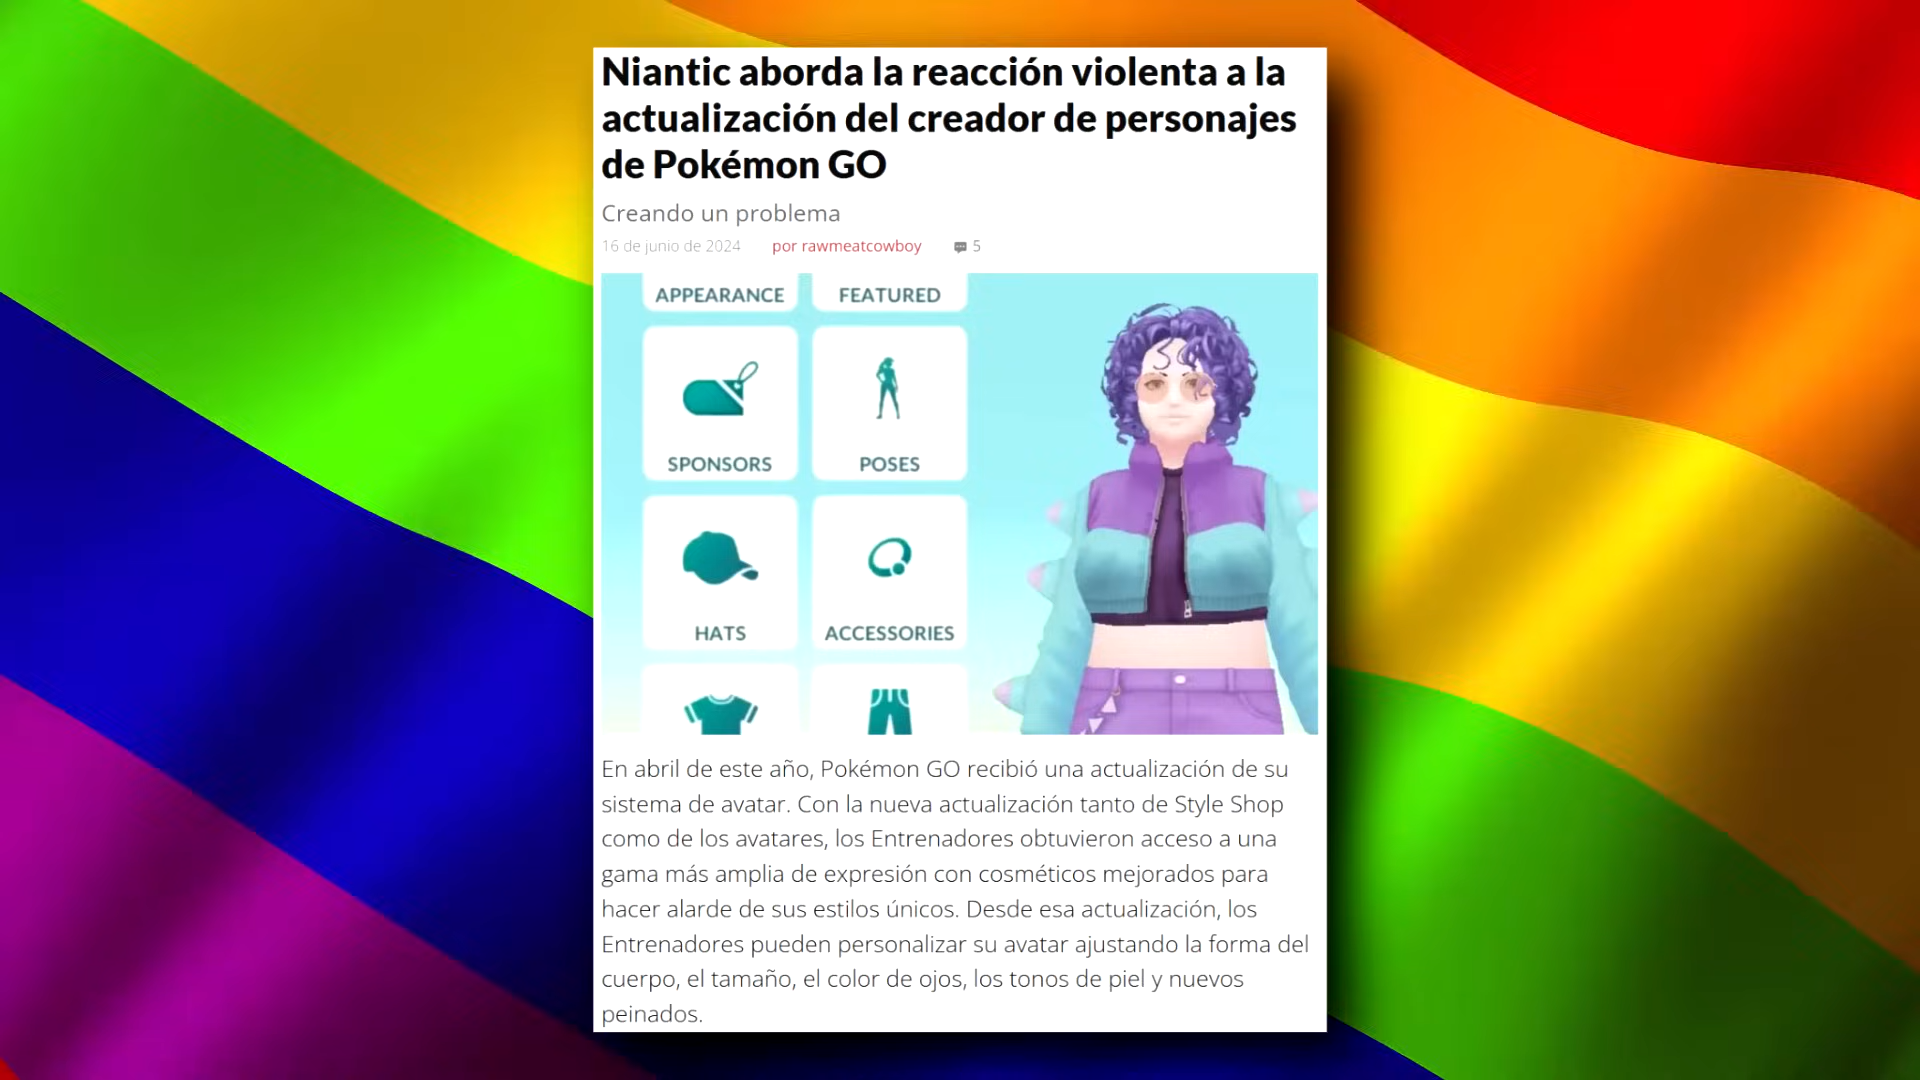 Niantic aborda la reacción violenta a la
actualización del creador de personajes
de Pokémon GO
Creando un problema
16 de junio de 2024 por rawmeatcowboy 5
APPEARANCE FEATURED
SPONSORS POSES
HATS ACCESSORIES
En abril de este año, Pokémon GO recibió una actualización de su
sistema de avatar. Con la nueva actualización tanto de Style Shop
como de los avatares, los Entrenadores obtuvieron acceso a una
gama más amplia de expresión con cosméticos mejorados para
hacer alarde de sus estilos únicos. Desde esa actualización, los
Entrenadores pueden personalizar su avatar ajustando la forma del
cuerpo, el tamaño, el color de ojos, los tonos de piel y nuevos
peinados.